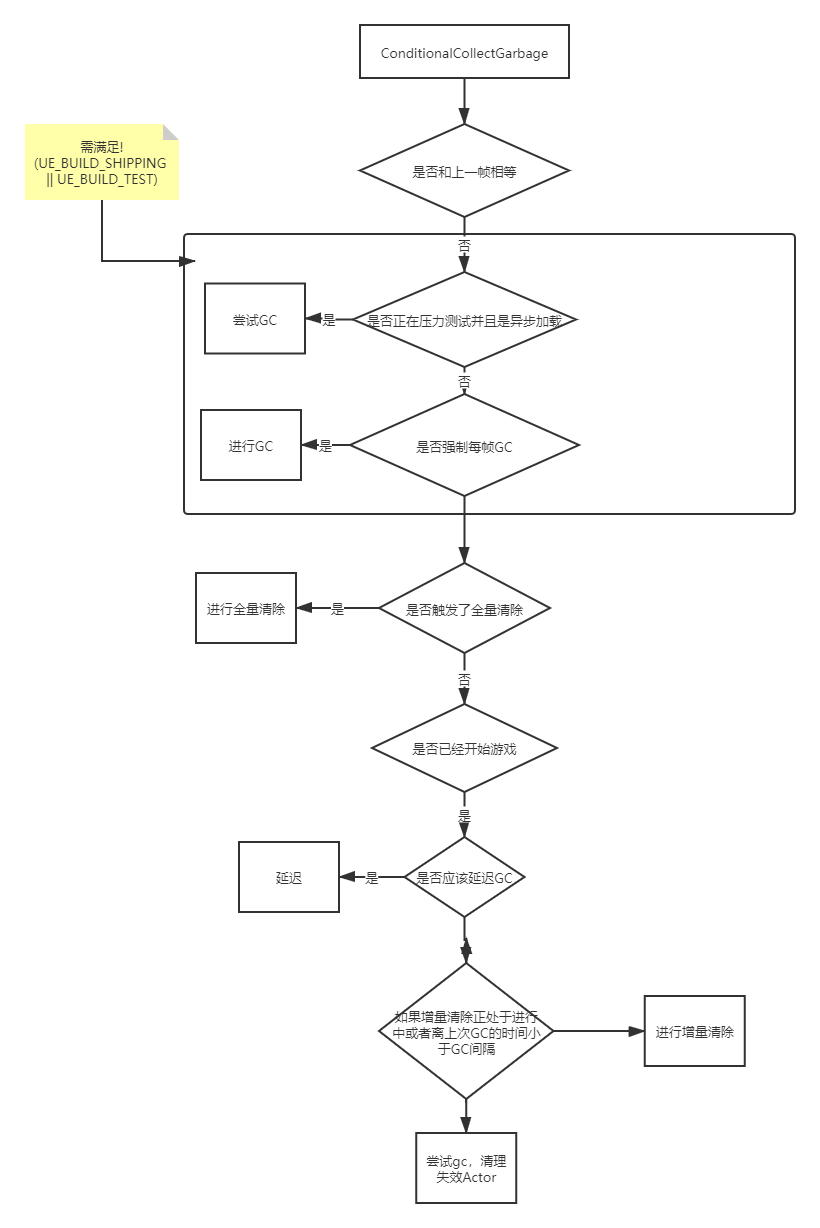 ConditionalCollectGarbage
需满足!
(UE_BUILD_SHIPPING
|| UE_BUILD_TEST)
是否和上一帧相等
否
尝试GC
是
是否正在压力测试并且是异步加载
否
进行GC
是
是否强制每帧GC
进行全量清除
是
是否触发了全量清除
否
是否已经开始游戏
是
延迟
是
是否应该延迟GC
如果增量清除正处于进行
中或者离上次GC的时间小
于GC间隔
进行增量清除
尝试gc，清理
失效Actor